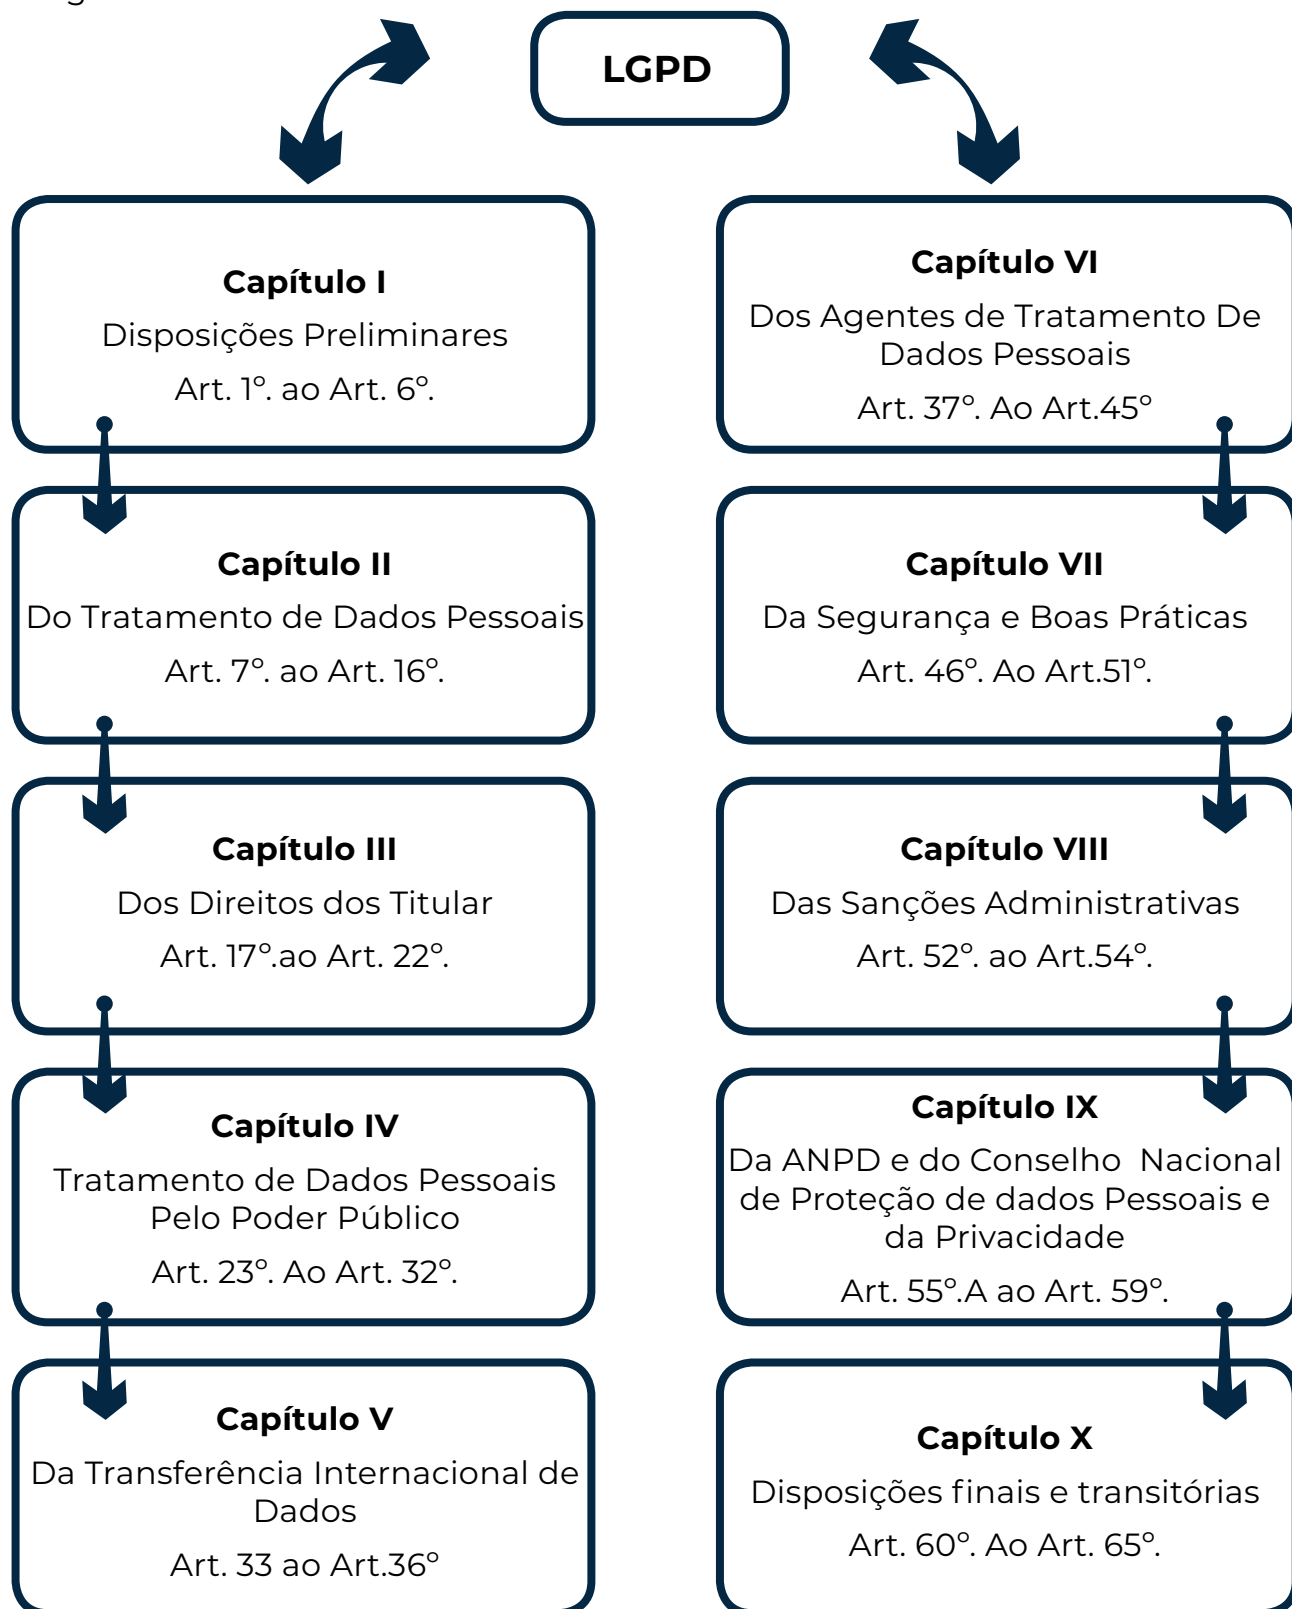 LGPD
Capítulo I
Disposições Preliminares
Art. 1º. ao Art. 6º.
Capítulo II
Do Tratamento de Dados Pessoais
Art. 7º. ao Art. 16º.
Capítulo III
Dos Direitos dos Titular
Art. 17º.ao Art. 22º.
Capítulo IV
Tratamento de Dados Pessoais
Pelo Poder Público
Art. 23º. Ao Art. 32º.
Capítulo V
Da Transferência Internacional de
Dados
Art. 33 ao Art.36º
Capítulo VI
Dos Agentes de Tratamento De
Dados Pessoais
Art. 37º. Ao Art.45º
Capítulo VII
Da Segurança e Boas Práticas
Art. 46º. Ao Art.51º.
Capítulo VIII
Das Sanções Administrativas
Art. 52º. ao Art.54º.
Capítulo IX
Da ANPD e do Conselho  Nacional
de Proteção de dados Pessoais e
da Privacidade
Art. 55º.A ao Art. 59º.
Capítulo X
Disposições finais e transitórias
Art. 60º. Ao Art. 65º.